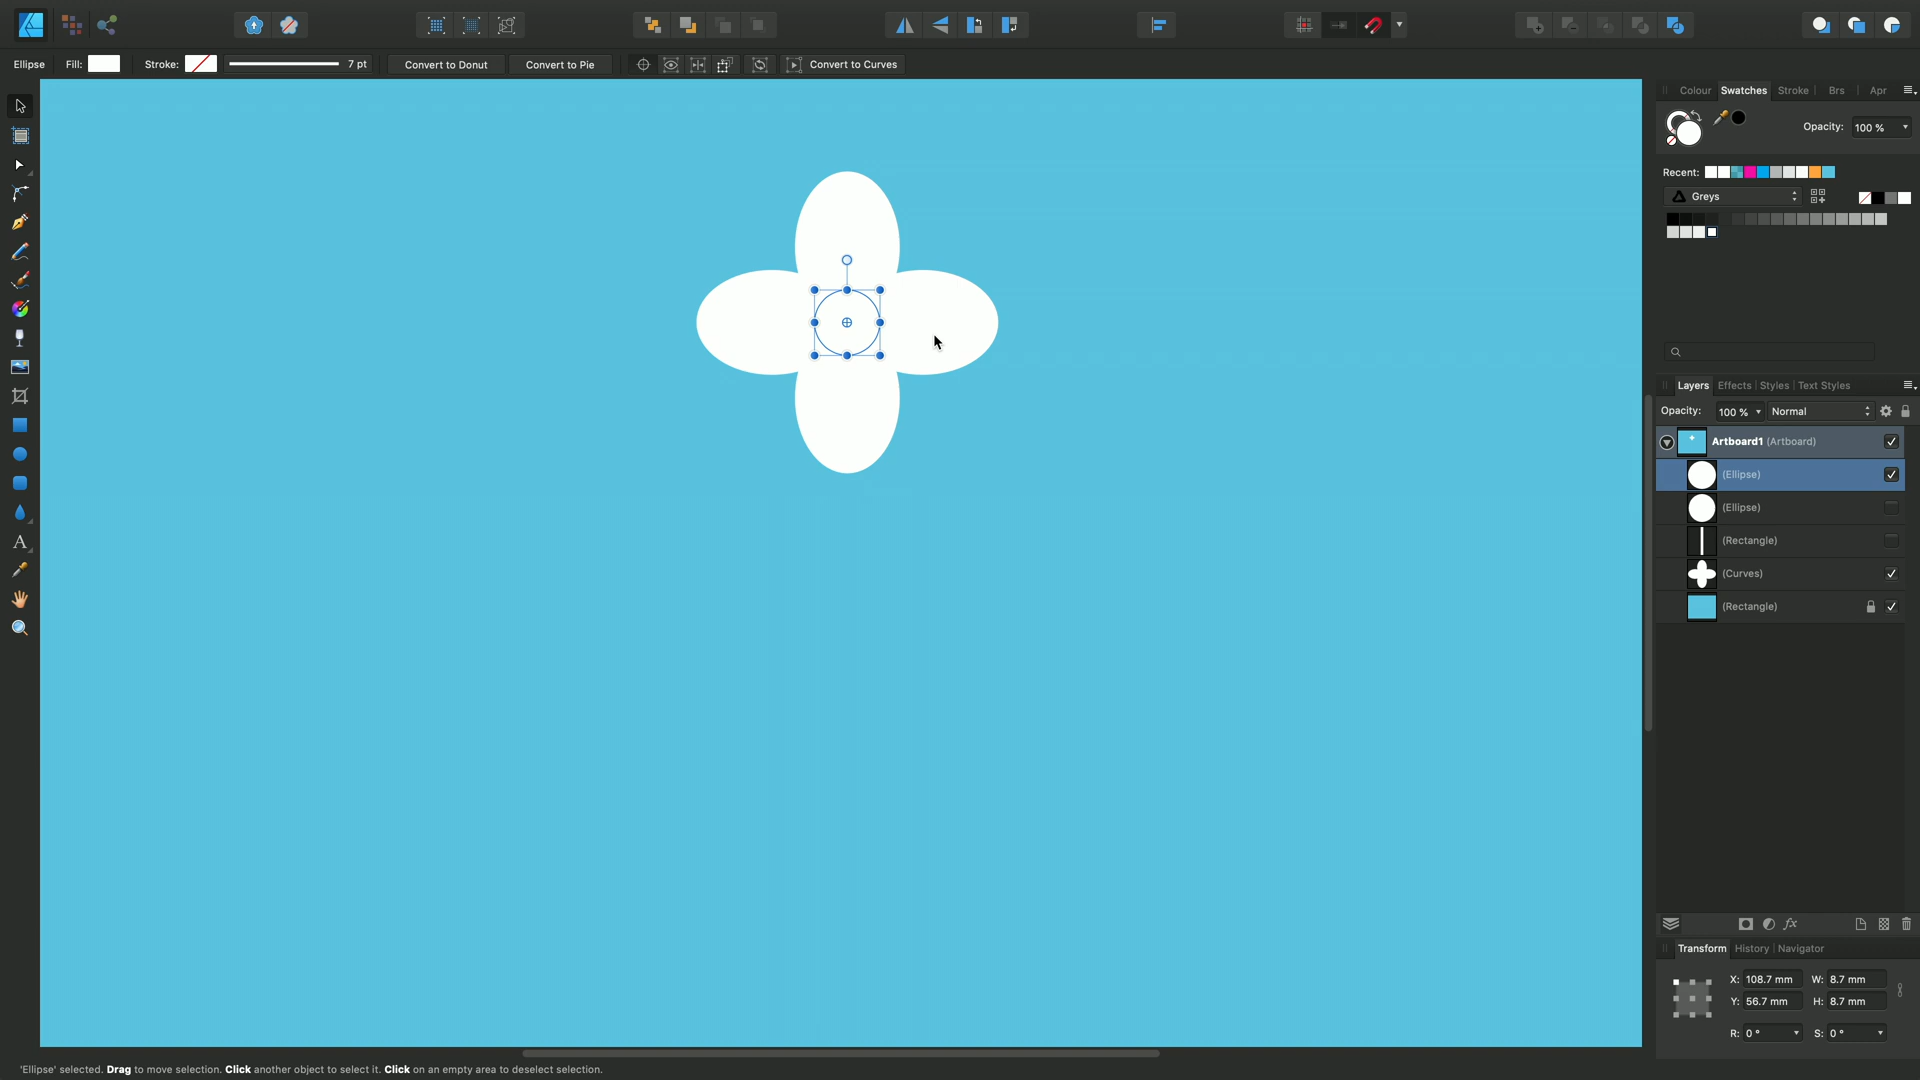 Ellipse Fill: Stroke: 7 pt Convert to Donut Convert to Pie Convert to Curves
Colour Swatches Stroke Brs Apr
Opacity: 100 %
Recent:
Greys
Layers Effects Styles Text Styles
Opacity: 100 % Normal
Artboard1 (Artboard)
(Ellipse)
(Ellipse)
(Rectangle)
(Curves)
(Rectangle)
A
fx
Transform History Navigator
X: 108.7 mm W: 8.7 mm
Y: 56.7 mm H: 8.7 mm
R: 0 ° S: 0 °
'Ellipse' selected. Drag to move selection. Click another object to select it. Click on an empty area to deselect selection.